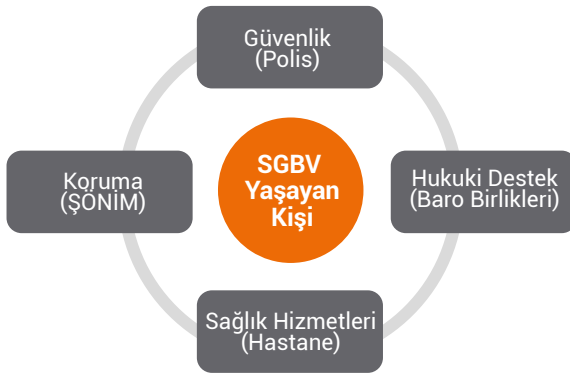 Güvenlik
(Polis)
Koruma
(ŞÖNİM)
SGBV
Yaşayan
Kişi
Hukuki Destek
(Baro Birlikleri)
Sağlık Hizmetleri
(Hastane)